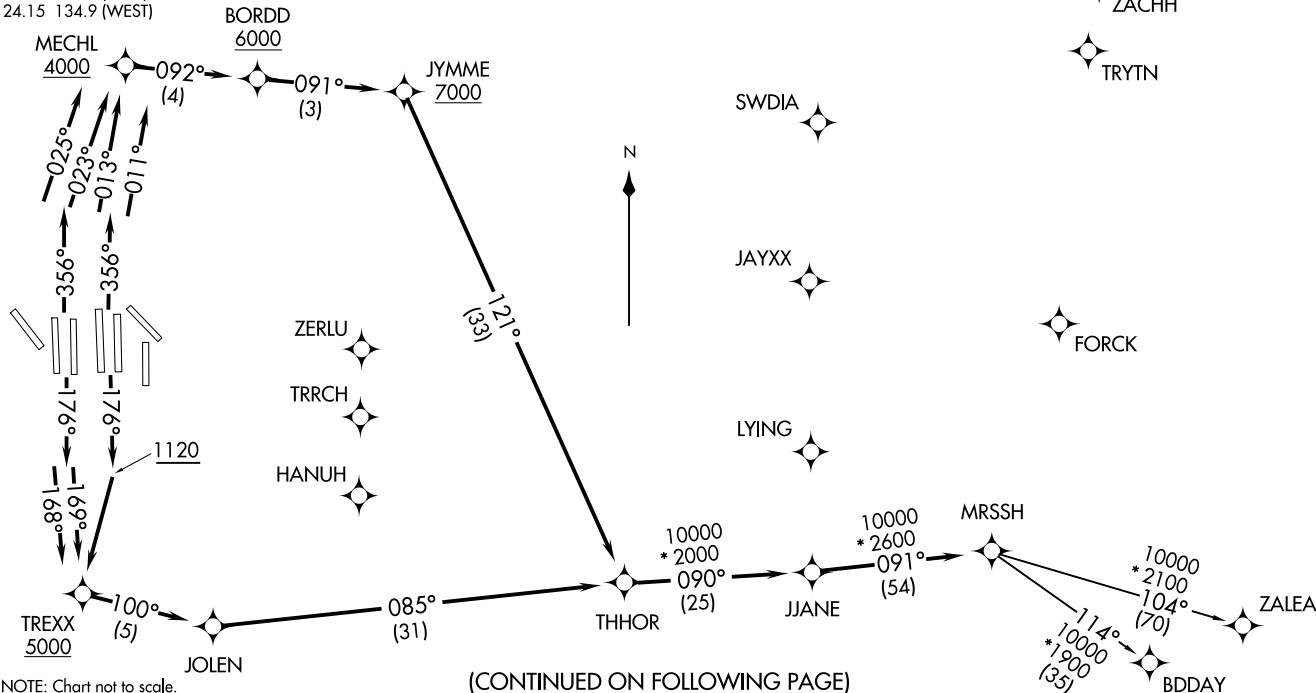 24.15 134.9 (WEST)
ZACHH
TRYTN
MECHL
4000
BORDD
6000
JYMME
7000
092°
(4)
091°
(3)
SWDIA
N
025°
023°
013°
011°
356°
356°
JAYXX
121°
(33)
ZERLU
FORCK
TRRCH
176°
176°
LYING
1120
HANUH
168°
169°
MRSSH
10000
*2000
090°
(25)
10000
*2600
091°
(54)
10000
*2100
104°
(70)
ZALEA
THHOR
JJANE
TREXX
5000
100°
(5)
085°
(31)
JOLEN
114°
10000
*1900
(35)
BDDAY
NOTE: Chart not to scale.
(CONTINUED ON FOLLOWING PAGE)